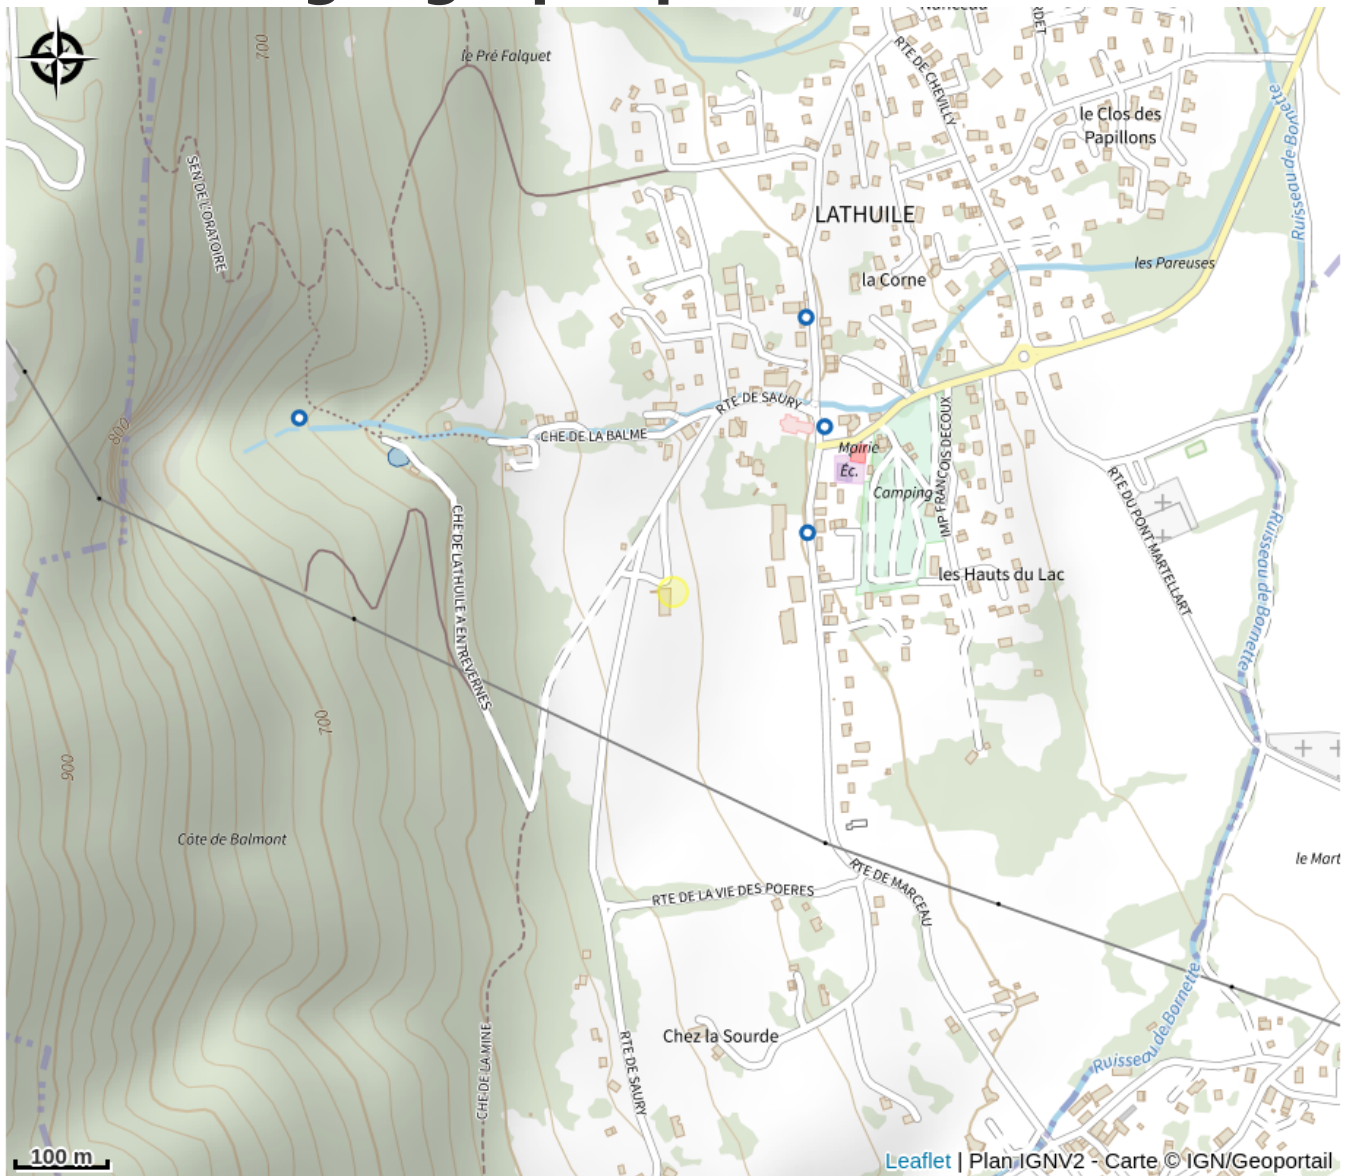 le Pré Falquet
700
RTE DE CHEVILLY
le Clos des
Papillons
Ruisseau de Bornette
Ruisseau de Bornette
SEN DE L'ORATOIRE
LATHUILE
la Corne
les Pareuses
RTE DE SAURY
CHE DE LA BALME
800
Mairie
Éc.
Camping
IMP FRANCOIS DECOUX
RTE DU PONT MARTELLART
CHE DE LATHUILE A ENTREVERNES
les Hauts du Lac
Ruisseau de Bornette
700
900
Côte de Balmont
le Mart
RTE DE LA VIE DES POERES
RTE DE MARCEAU
Chez la Sourde
RTE DE SAURY
CHE DE LA MINE
Ruisseau de Bornette
100 m
Leaflet | Plan IGNV2 - Carte © IGN/Geoportail